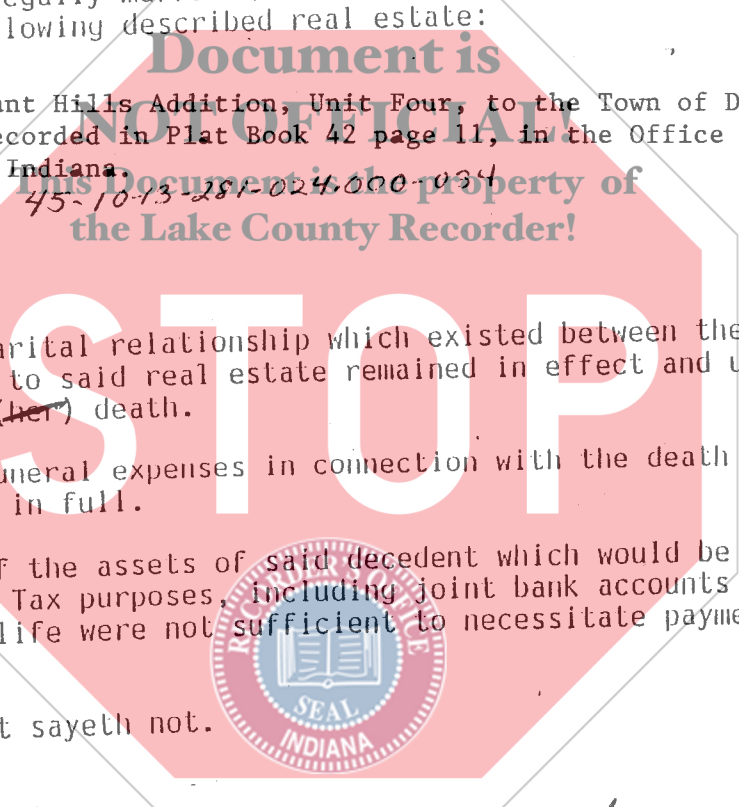 lowing described real estate:
Document is
ant Hills Addition, Unit Four, to the Town of D
NOT OFFICIAL!
ecorded in Plat Book 42 page 11, in the Office
Indiana.
This Document is the property of
45-10-13-281-024.000-034
the Lake County Recorder!
STOP
arital relationship which existed between the
to said real estate remained in effect and u
(her) death.
uneral expenses in connection with the death
in full.
f the assets of said decedent which would be
Tax purposes, including joint bank accounts
life were not sufficient to necessitate payme
RECORDER'S OFFICE
SEAL
INDIANA
t sayeth not.